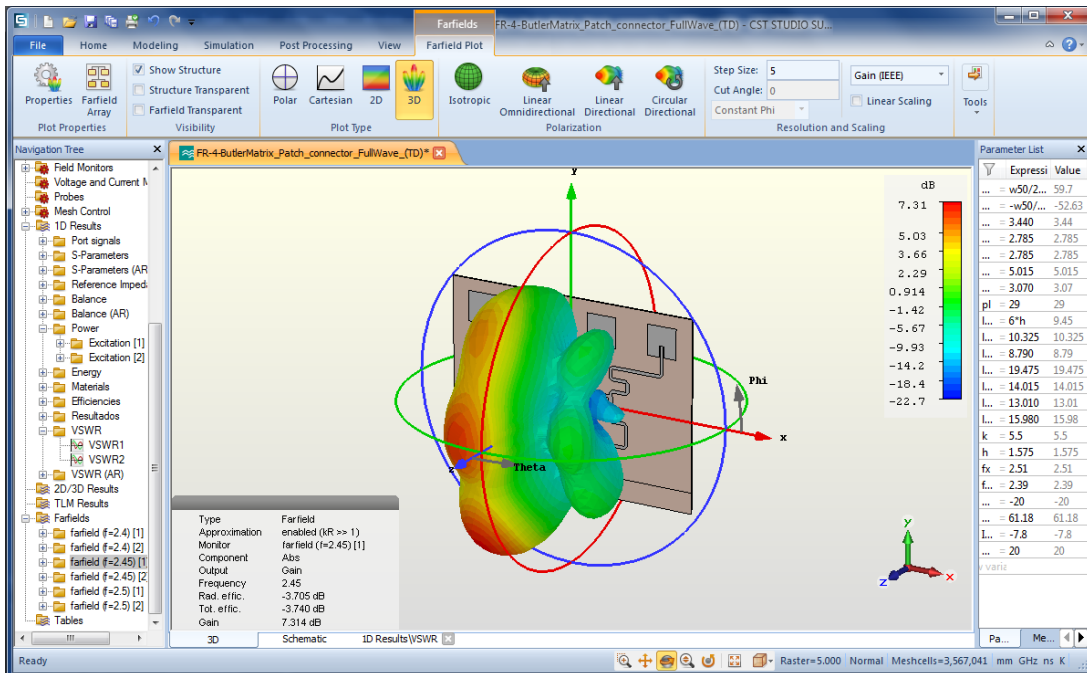 Farfields
FR-4-ButlerMatrix_Patch_connector_FullWave_(TD) - CST STUDIO SU...
File Home Modeling Simulation Post Processing View Farfield Plot
Properties
Farfield Array
Plot Properties
Show Structure
Structure Transparent
Farfield Transparent
Visibility
Polar Cartesian 2D 3D
Plot Type
Isotropic
Linear Omnidirectional
Linear Directional
Circular Directional
Polarization
Step Size: 5
Cut Angle: 0
Constant Phi
Gain (IEEE)
Linear Scaling
Resolution and Scaling
Tools
Navigation Tree
Field Monitors
Voltage and Current M
Probes
Mesh Control
1D Results
Port signals
S-Parameters
S-Parameters (AR
Reference Impeda
Balance
Balance (AR)
Power
Excitation [1]
Excitation [2]
Energy
Materials
Efficiencies
Resultados
VSWR
VSWR1
VSWR2
VSWR (AR)
2D/3D Results
TLM Results
Farfields
farfield (f=2.4) [1]
farfield (f=2.4) [2]
farfield (f=2.45) [1]
farfield (f=2.45) [2]
farfield (f=2.5) [1]
farfield (f=2.5) [2]
Tables
FR-4-ButlerMatrix_Patch_connector_FullWave_(TD)*
y
Phi
x
z
Theta
dB
7.31
5.03
3.66
2.29
0.914
-1.42
-5.67
-9.93
-14.2
-18.4
-22.7
Type Farfield
Approximation enabled (kR >> 1)
Monitor farfield (f=2.45) [1]
Component Abs
Output Gain
Frequency 2.45
Rad. effic. -3.705 dB
Tot. effic. -3.740 dB
Gain 7.314 dB
y
z
x
3D Schematic 1D Results\VSWR
Parameter List
Expressi Value
... = w50/2... 59.7
... = -w50/... -52.63
... = 3.440 3.44
... = 2.785 2.785
... = 2.785 2.785
... = 5.015 5.015
... = 3.070 3.07
pl = 29 29
l... = 6*h 9.45
l... = 10.325 10.325
l... = 8.790 8.79
l... = 19.475 19.475
l... = 14.015 14.015
l... = 13.010 13.01
l... = 15.980 15.98
k = 5.5 5.5
h = 1.575 1.575
fx = 2.51 2.51
f... = 2.39 2.39
... = -20 -20
... = 61.18 61.18
I... = -7.8 -7.8
... = 20 20
Pa... Me...
Ready
Raster=5.000 Normal Meshcells=3,567,041 mm GHz ns K